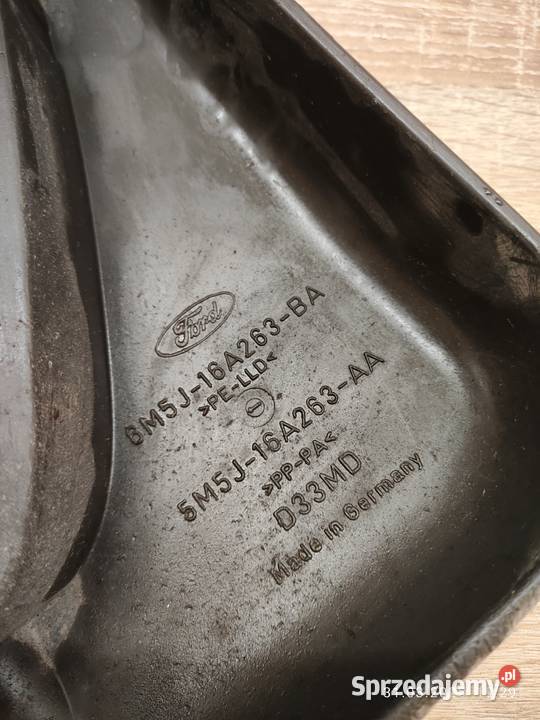 Ford
6M5J-16A263-BA
>PE-LLD<
5M5J-16A263-AA
>PP-PA<
D33MD
Made in Germany
Sprzedajemy.pl